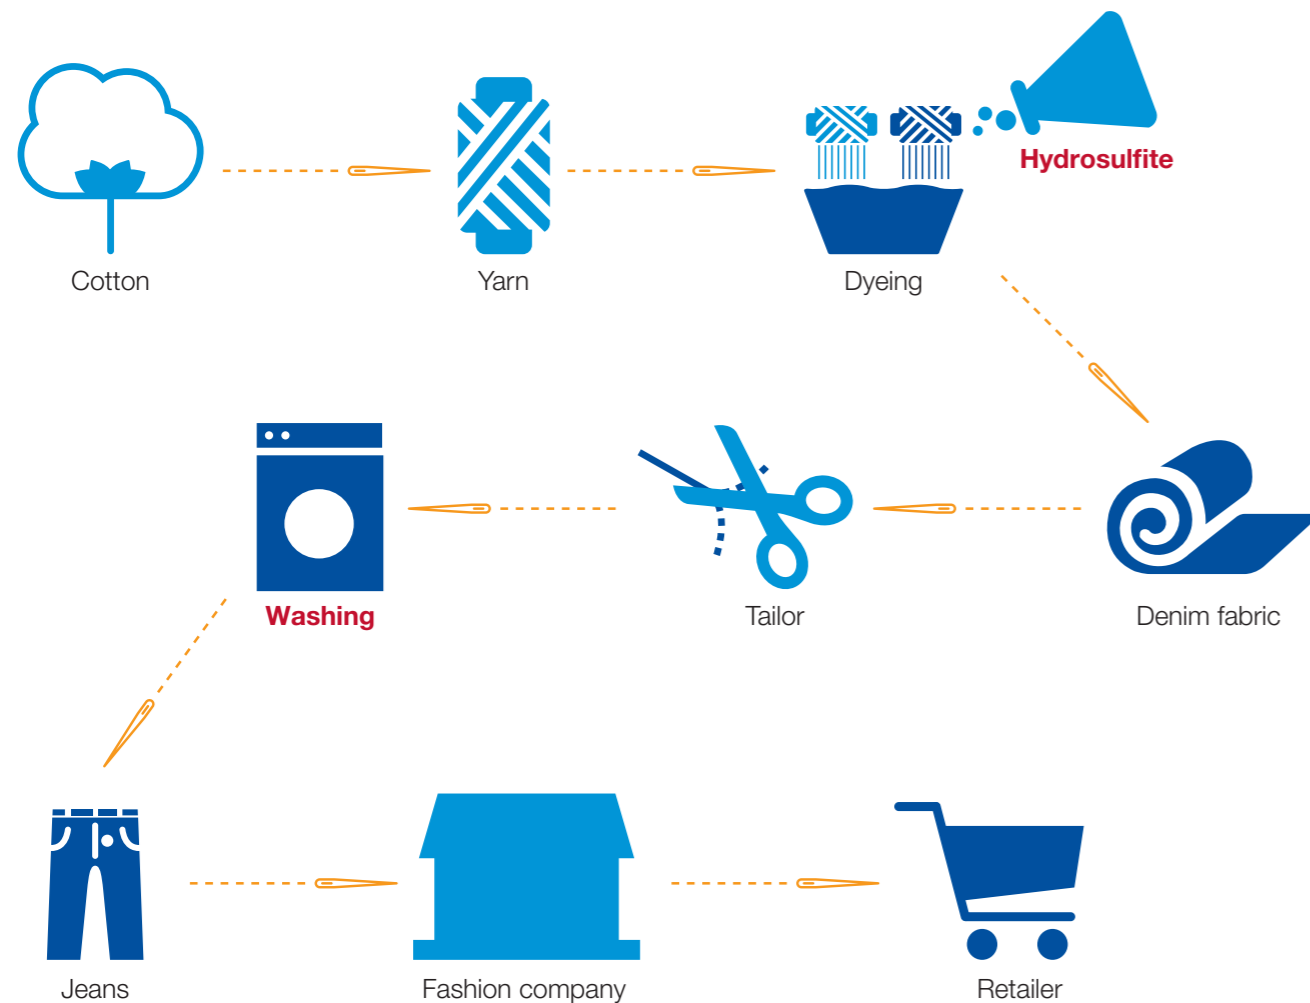 Hydrosulfite
Cotton
Yarn
Dyeing
Washing
Tailor
Denim fabric
Jeans
Fashion company
Retailer